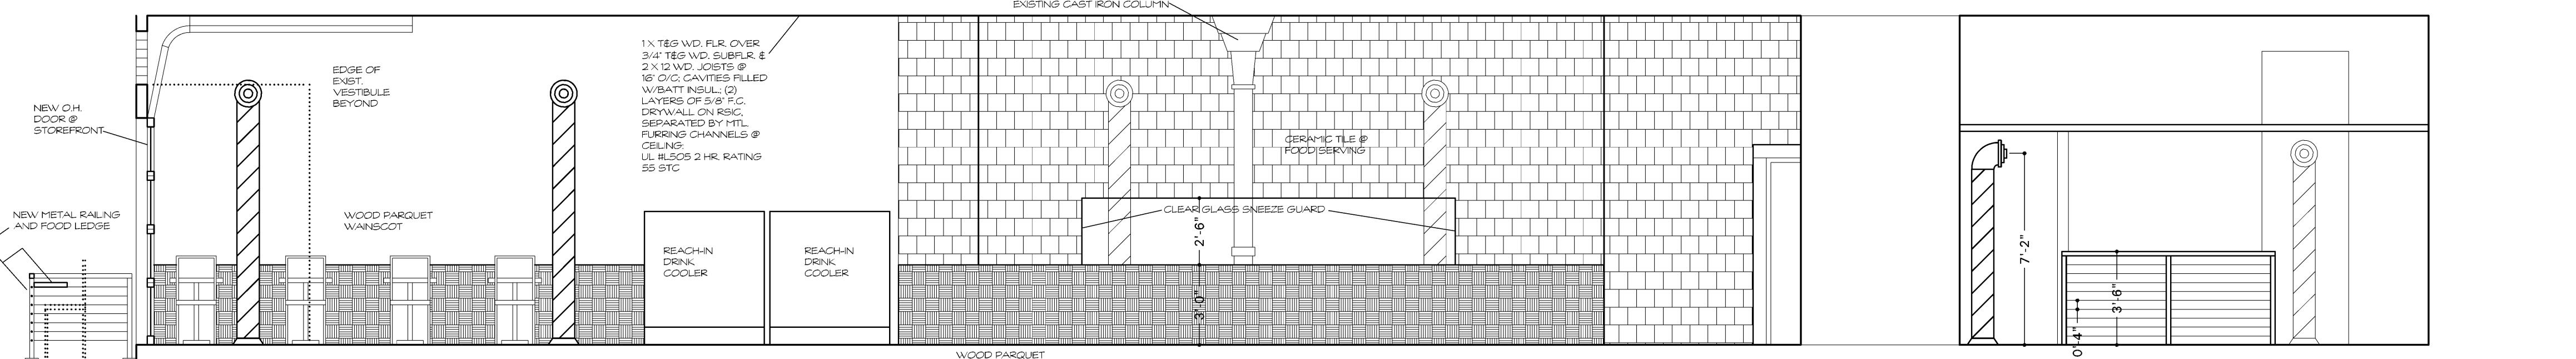 EXISTING CAST IRON COLUMN
1 X T&G WD. FLR. OVER
3/4" T&G WD. SUBFLR. &
2 X 12 WD. JOISTS @
16" O/C; CAVITIES FILLED
W/BATT INSUL.; (2)
LAYERS OF 5/8" F.C.
DRYWALL ON RSIC,
SEPARATED BY MTL.
FURRING CHANNELS @
CEILING:
UL #L505 2 HR. RATING
55 STC
EDGE OF
EXIST.
VESTIBULE
BEYOND
NEW O.H.
DOOR @
STOREFRONT
CERAMIC TILE @
FOOD SERVING
NEW METAL RAILING
AND FOOD LEDGE
WOOD PARQUET
WAINSCOT
CLEAR GLASS SNEEZE GUARD
REACH-IN
DRINK
COOLER
REACH-IN
DRINK
COOLER
2'-6"
3'-0"
7'-2"
3'-6"
0'-4"
WOOD PARQUET